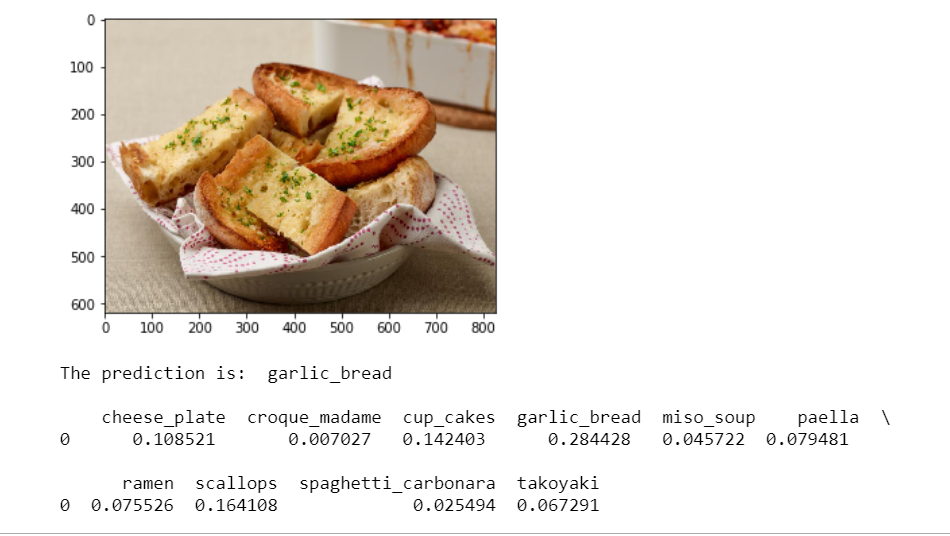 0
100
200
300
400
500
600
0 100 200 300 400 500 600 700 800
The prediction is: garlic_bread
cheese_plate croque_madame cup_cakes garlic_bread miso_soup paella \
0 0.108521 0.007027 0.142403 0.284428 0.045722 0.079481
ramen scallops spaghetti_carbonara takoyaki
0 0.075526 0.164108 0.025494 0.067291